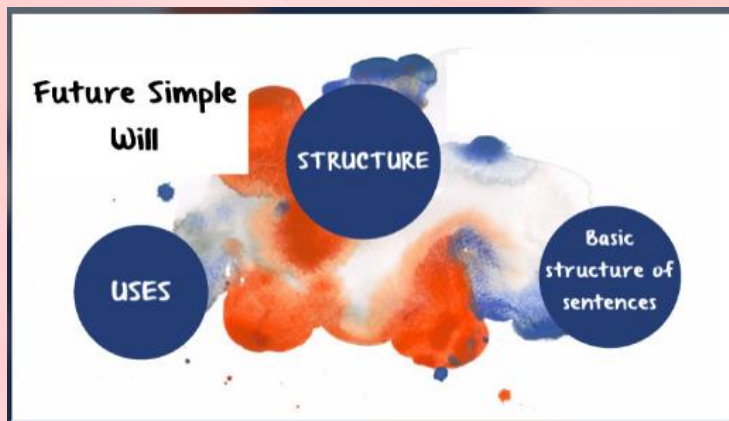 Future Simple
Will
STRUCTURE
USES
Basic
structure of
sentences